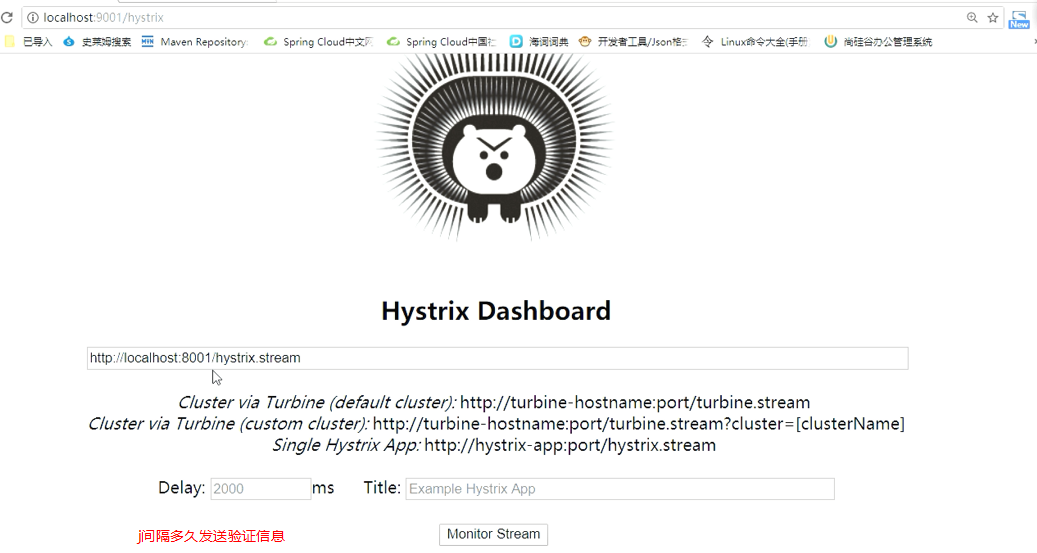 localhost:9001/hystrix
New
已导入 史莱姆搜索 MVN Maven Repository: Spring Cloud中文网 Spring Cloud中国社 D 海词词典 开发者工具/Json格式 Linux命令大全(手册 尚硅谷办公管理系统
Hystrix Dashboard
http://localhost:8001/hystrix.stream
Cluster via Turbine (default cluster): http://turbine-hostname:port/turbine.stream
Cluster via Turbine (custom cluster): http://turbine-hostname:port/turbine.stream?cluster=[clusterName]
Single Hystrix App: http://hystrix-app:port/hystrix.stream
Delay: 2000 ms Title: Example Hystrix App
j间隔多久发送验证信息
Monitor Stream